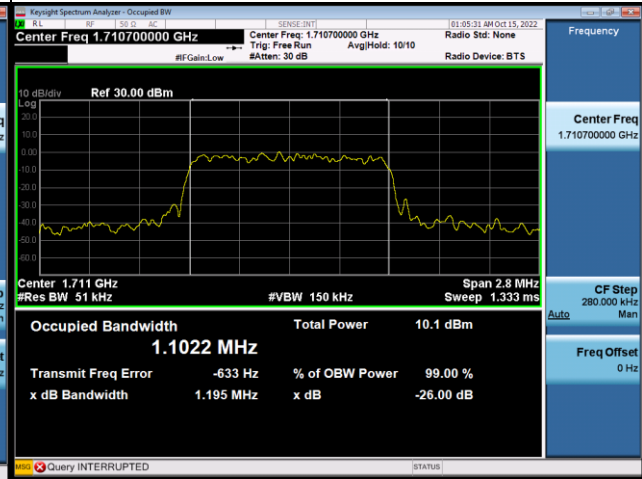 Keysight Spectrum Analyzer - Occupied BW
RL RF 50 Ω AC SENSE:INT 01:05:31 AM Oct 15, 2022
Center Freq 1.710700000 GHz Center Freq: 1.710700000 GHz Radio Std: None Frequency
Trig: Free Run Avg|Hold: 10/10
#IFGain:Low #Atten: 30 dB Radio Device: BTS
10 dB/div Ref 30.00 dBm
Log
20.0
10.0
0.00
-10.0
-20.0
-30.0
-40.0
-50.0
-60.0
Center Freq
1.710700000 GHz
Center 1.711 GHz Span 2.8 MHz
#Res BW 51 kHz #VBW 150 kHz Sweep 1.333 ms
CF Step
280.000 kHz
Auto Man
Occupied Bandwidth Total Power 10.1 dBm
1.1022 MHz
Transmit Freq Error -633 Hz % of OBW Power 99.00 %
x dB Bandwidth 1.195 MHz x dB -26.00 dB
Freq Offset
0 Hz
MSG Query INTERRUPTED STATUS